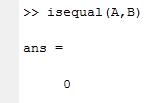 >> isequal(A,B)
ans =
0